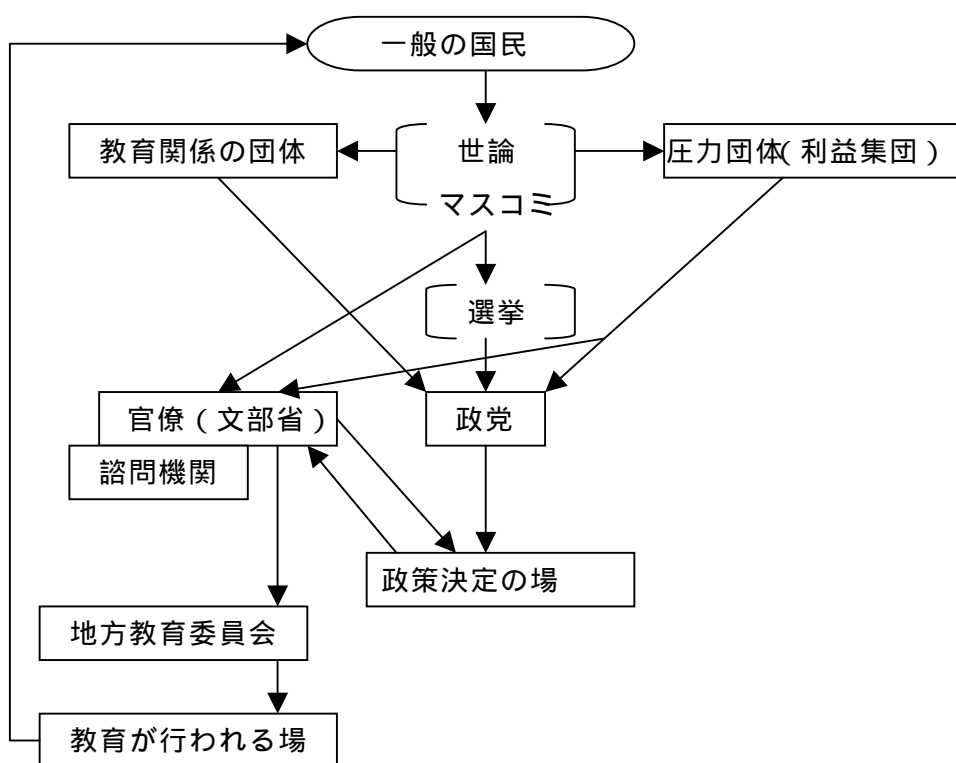 一般の国民
教育関係の団体
世論
圧力団体(利益集団)
マスコミ
選挙
官僚(文部省)
政党
諮問機関
政策決定の場
地方教育委員会
教育が行われる場